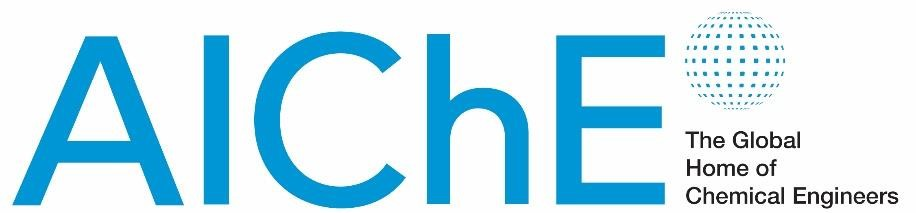 AIChE
The Global
Home of
Chemical Engineers